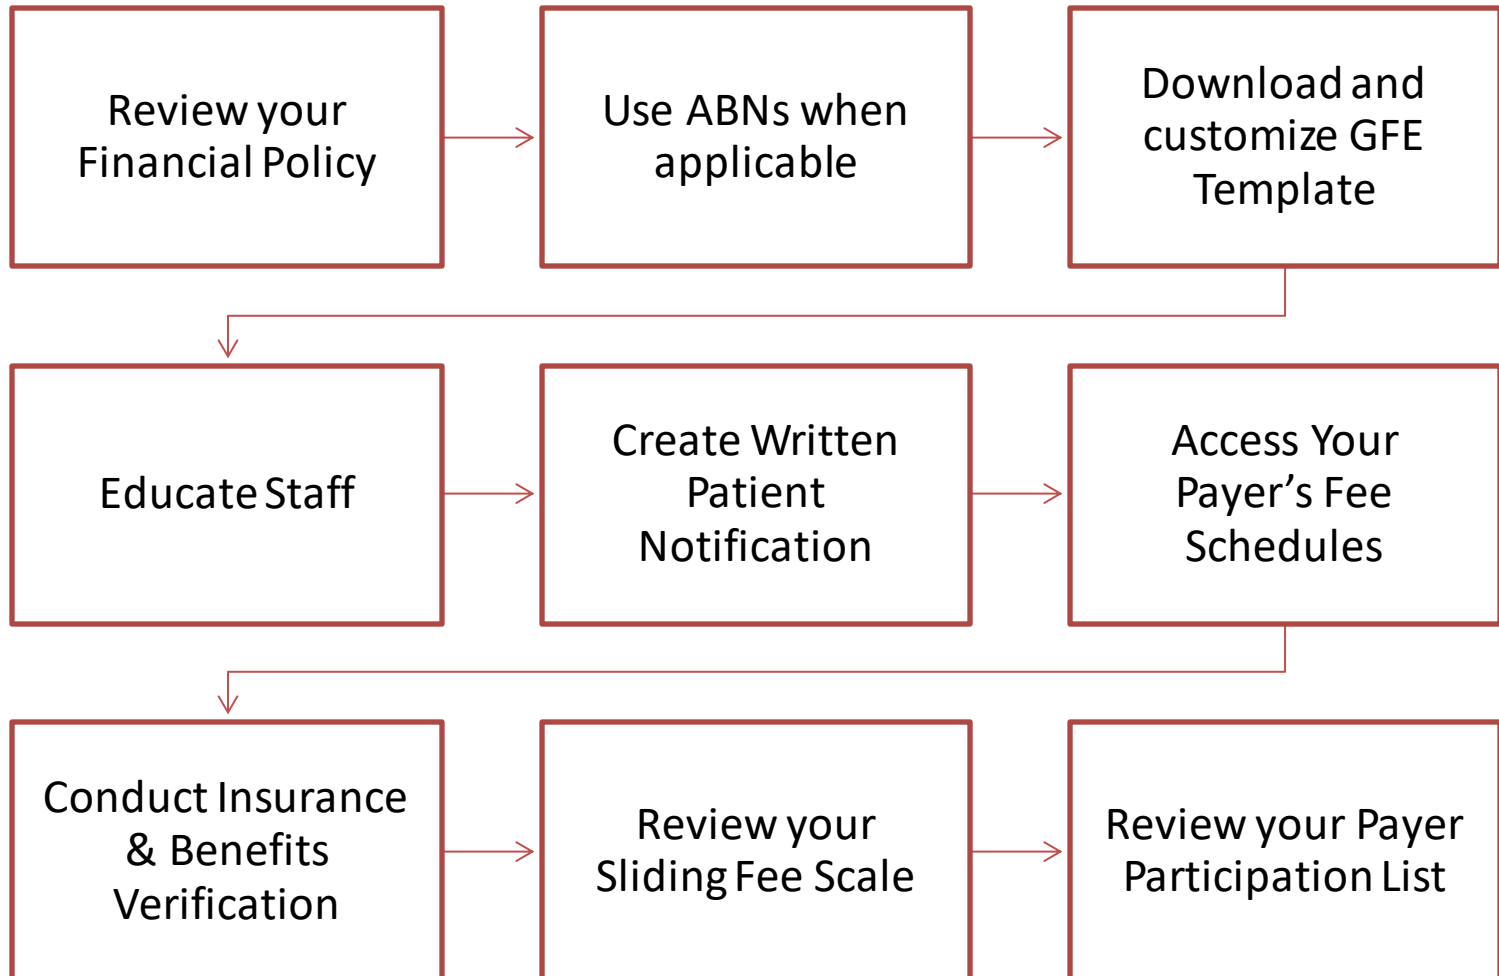 Review your
Financial Policy
Use ABNs when
applicable
Download and
customize GFE
Template
Educate Staff
Create Written
Patient
Notification
Access Your
Payer’s Fee
Schedules
Conduct Insurance
& Benefits
Verification
Review your
Sliding Fee Scale
Review your Payer
Participation List